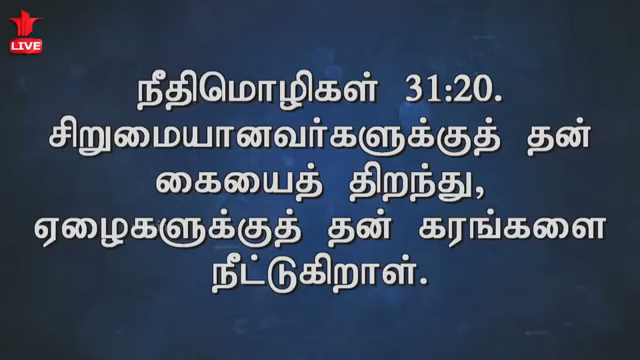 LIVE
நீதிமொழிகள் 31:20.
சிறுமையானவர்களுக்குத் தன்
கையைத் திறந்து,
ஏழைகளுக்குத் தன் கரங்களை
நீட்டுகிறாள்.